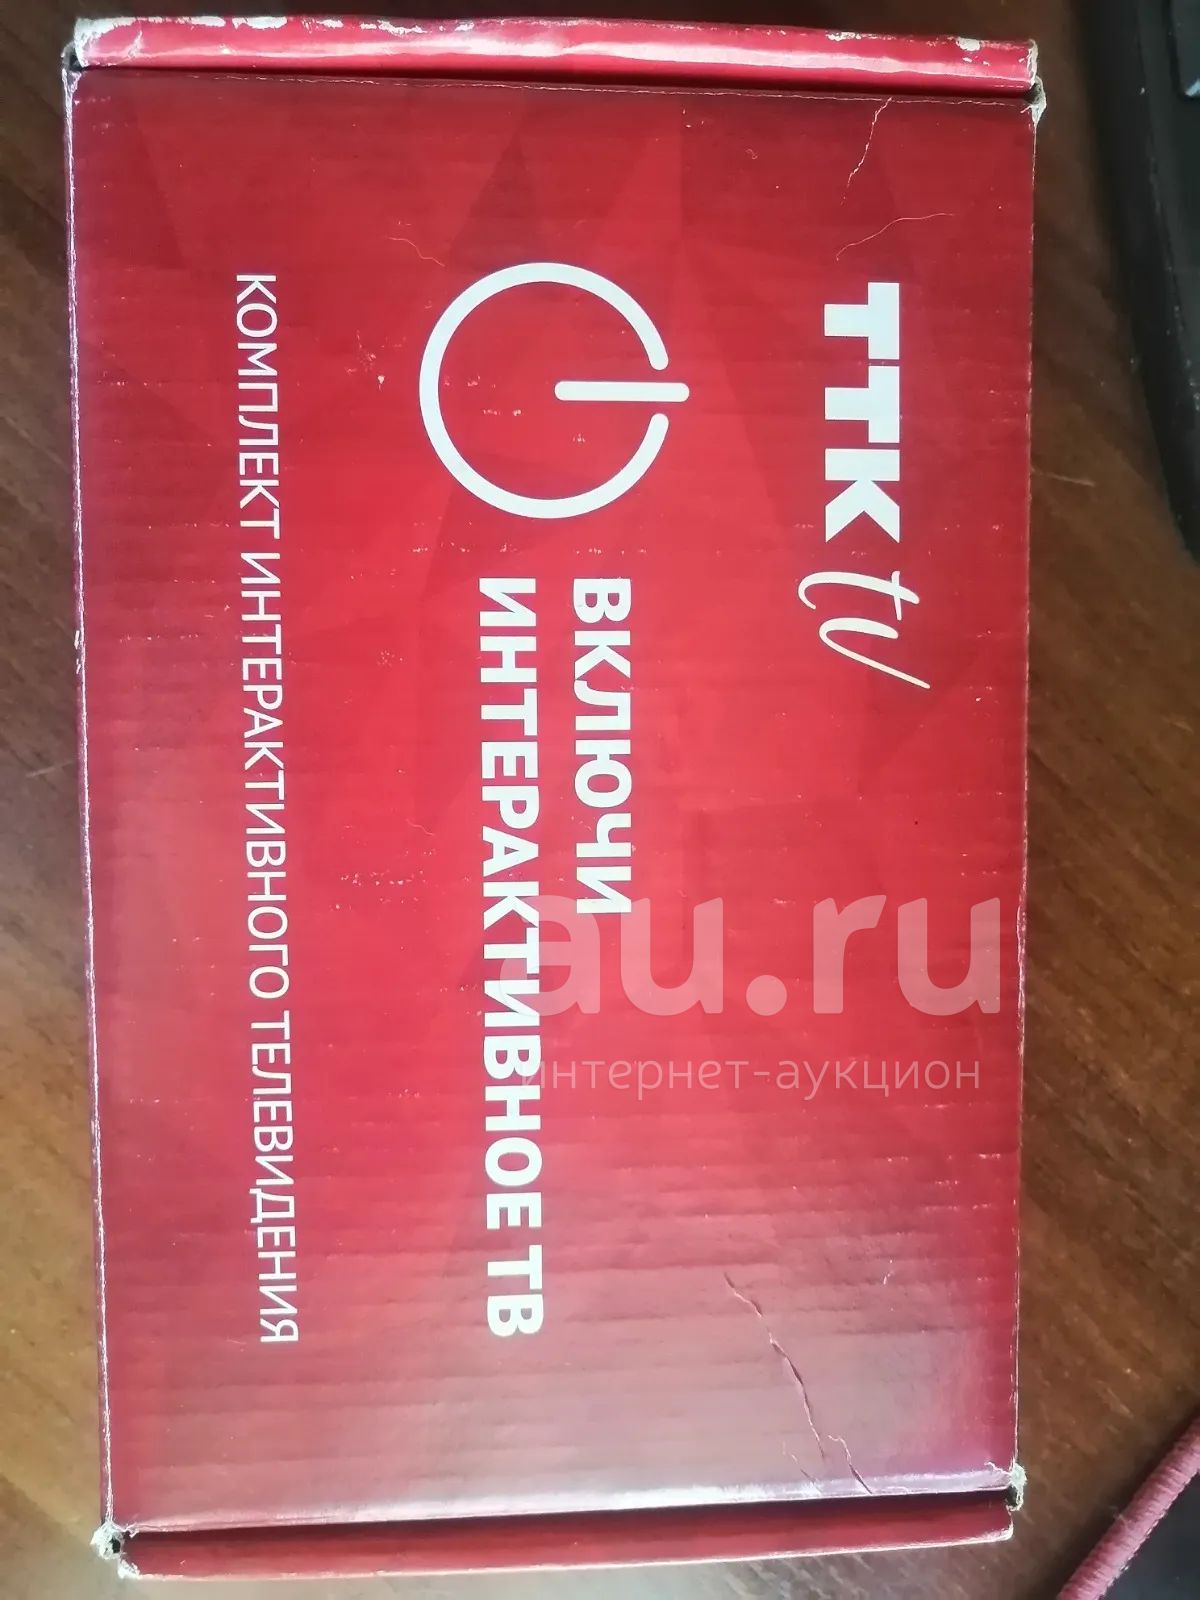 ТТК tv
ВКЛЮЧИ
ИНТЕРАКТИВНОЕ ТВ
КОМПЛЕКТ ИНТЕРАКТИВНОГО ТЕЛЕВИДЕНИЯ
au.ru
интернет-аукцион